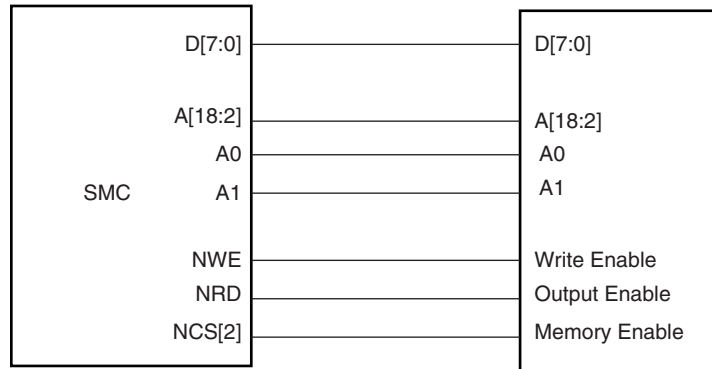 D[7:0] D[7:0]
A[18:2] A[18:2]
A0 A0
SMC A1 A1
NWE Write Enable
NRD Output Enable
NCS[2] Memory Enable